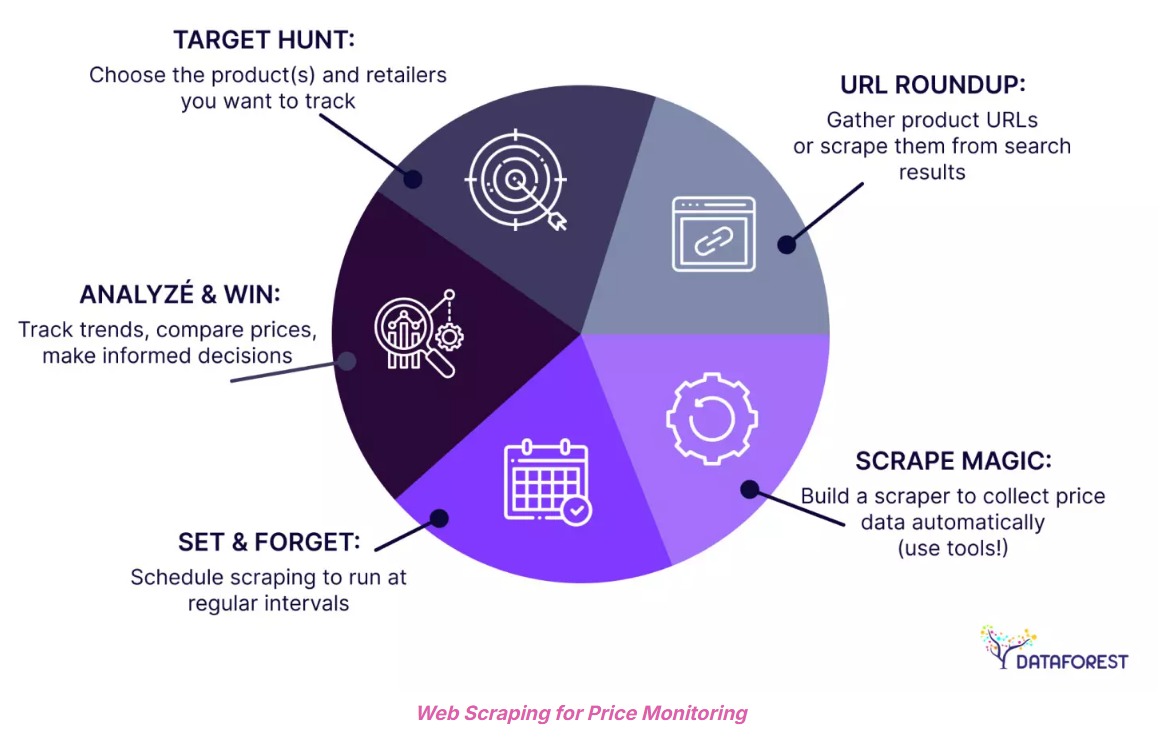 TARGET HUNT:
Choose the product(s) and retailers
you want to track
URL ROUNDUP:
Gather product URLs
or scrape them from search
results
ANALYZÉ & WIN:
Track trends, compare prices,
make informed decisions
SCRAPE MAGIC:
Build a scraper to collect price
data automatically
(use tools!)
SET & FORGET:
Schedule scraping to run at
regular intervals
DATAFOREST
Web Scraping for Price Monitoring